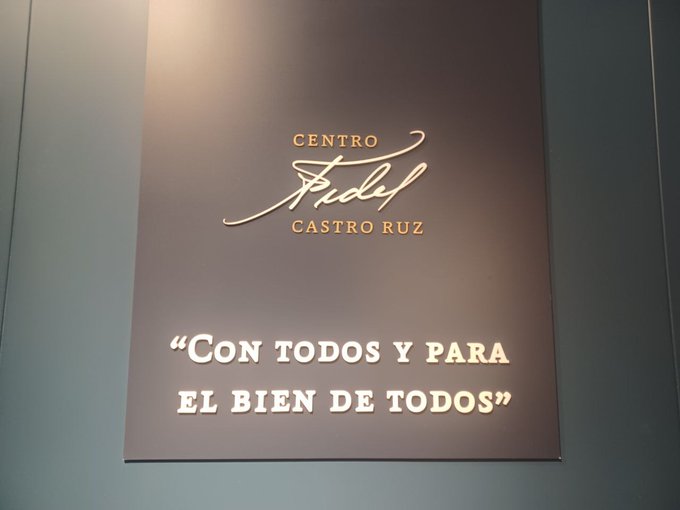 CENTRO
Fidel
CASTRO RUZ
“CON TODOS Y PARA
EL BIEN DE TODOS”